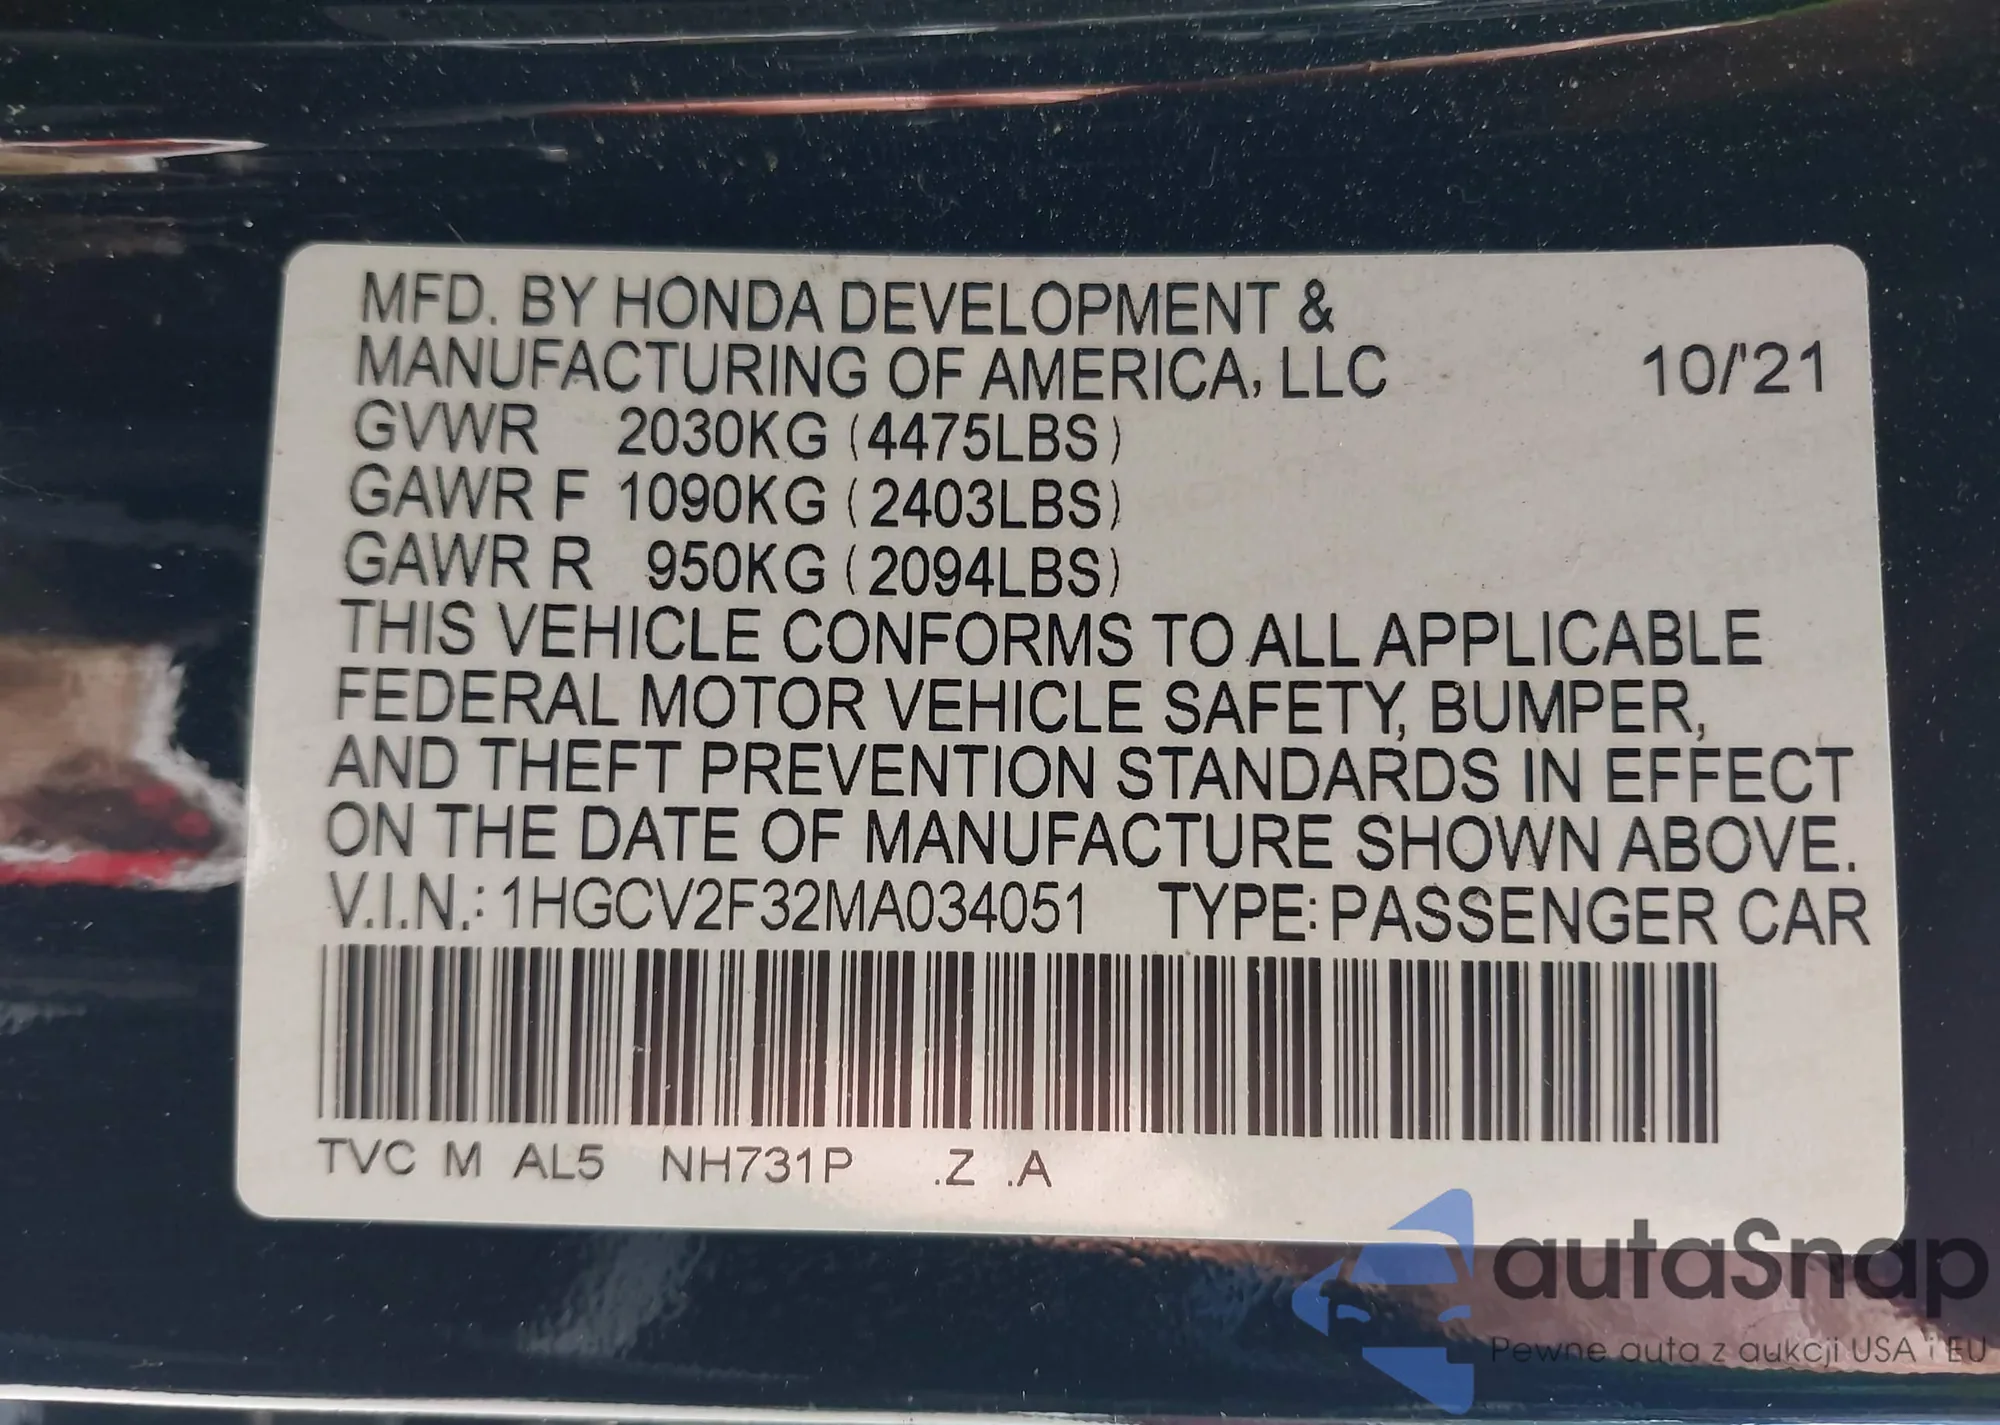 MFD. BY HONDA DEVELOPMENT &
MANUFACTURING OF AMERICA, LLC 10/'21
GVWR 2030KG (4475LBS)
GAWR F 1090KG (2403LBS)
GAWR R 950KG (2094LBS)
THIS VEHICLE CONFORMS TO ALL APPLICABLE
FEDERAL MOTOR VEHICLE SAFETY, BUMPER,
AND THEFT PREVENTION STANDARDS IN EFFECT
ON THE DATE OF MANUFACTURE SHOWN ABOVE.
V.I.N.: 1HGCV2F32MA034051 TYPE: PASSENGER CAR
TVC M AL5 NH731P .Z .A
autaSnap
Pewne auta z aukcji USA i EU